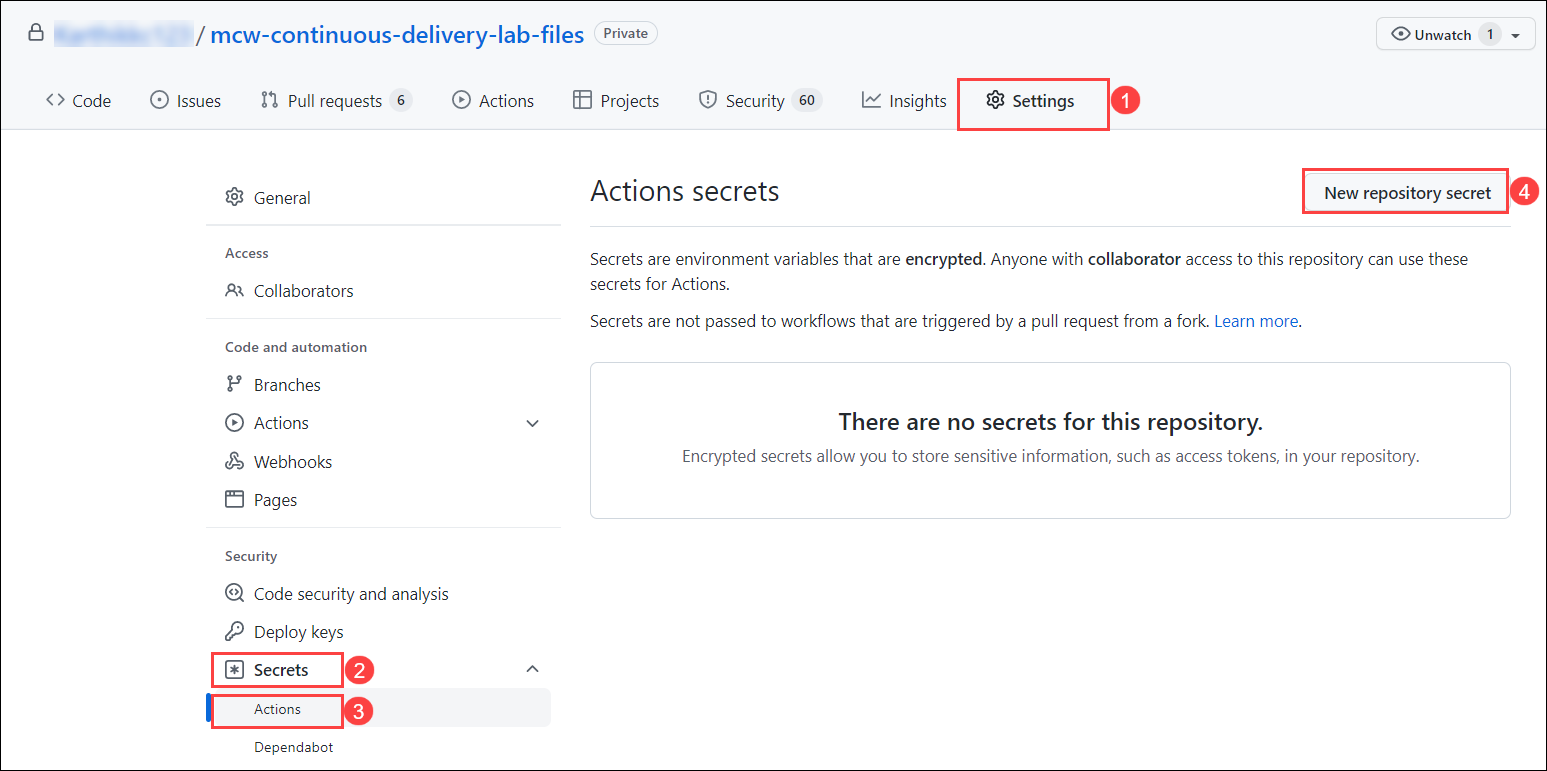 / mcw-continuous-delivery-lab-files Private
Unwatch 1
Code Issues Pull requests 6 Actions Projects Security 60 Insights Settings 1
General
Access
Collaborators
Code and automation
Branches
Actions
Webhooks
Pages
Security
Code security and analysis
Deploy keys
Secrets 2
Actions 3
Dependabot
Actions secrets
New repository secret 4
Secrets are environment variables that are encrypted. Anyone with collaborator access to this repository can use these
secrets for Actions.
Secrets are not passed to workflows that are triggered by a pull request from a fork. Learn more.
There are no secrets for this repository.
Encrypted secrets allow you to store sensitive information, such as access tokens, in your repository.